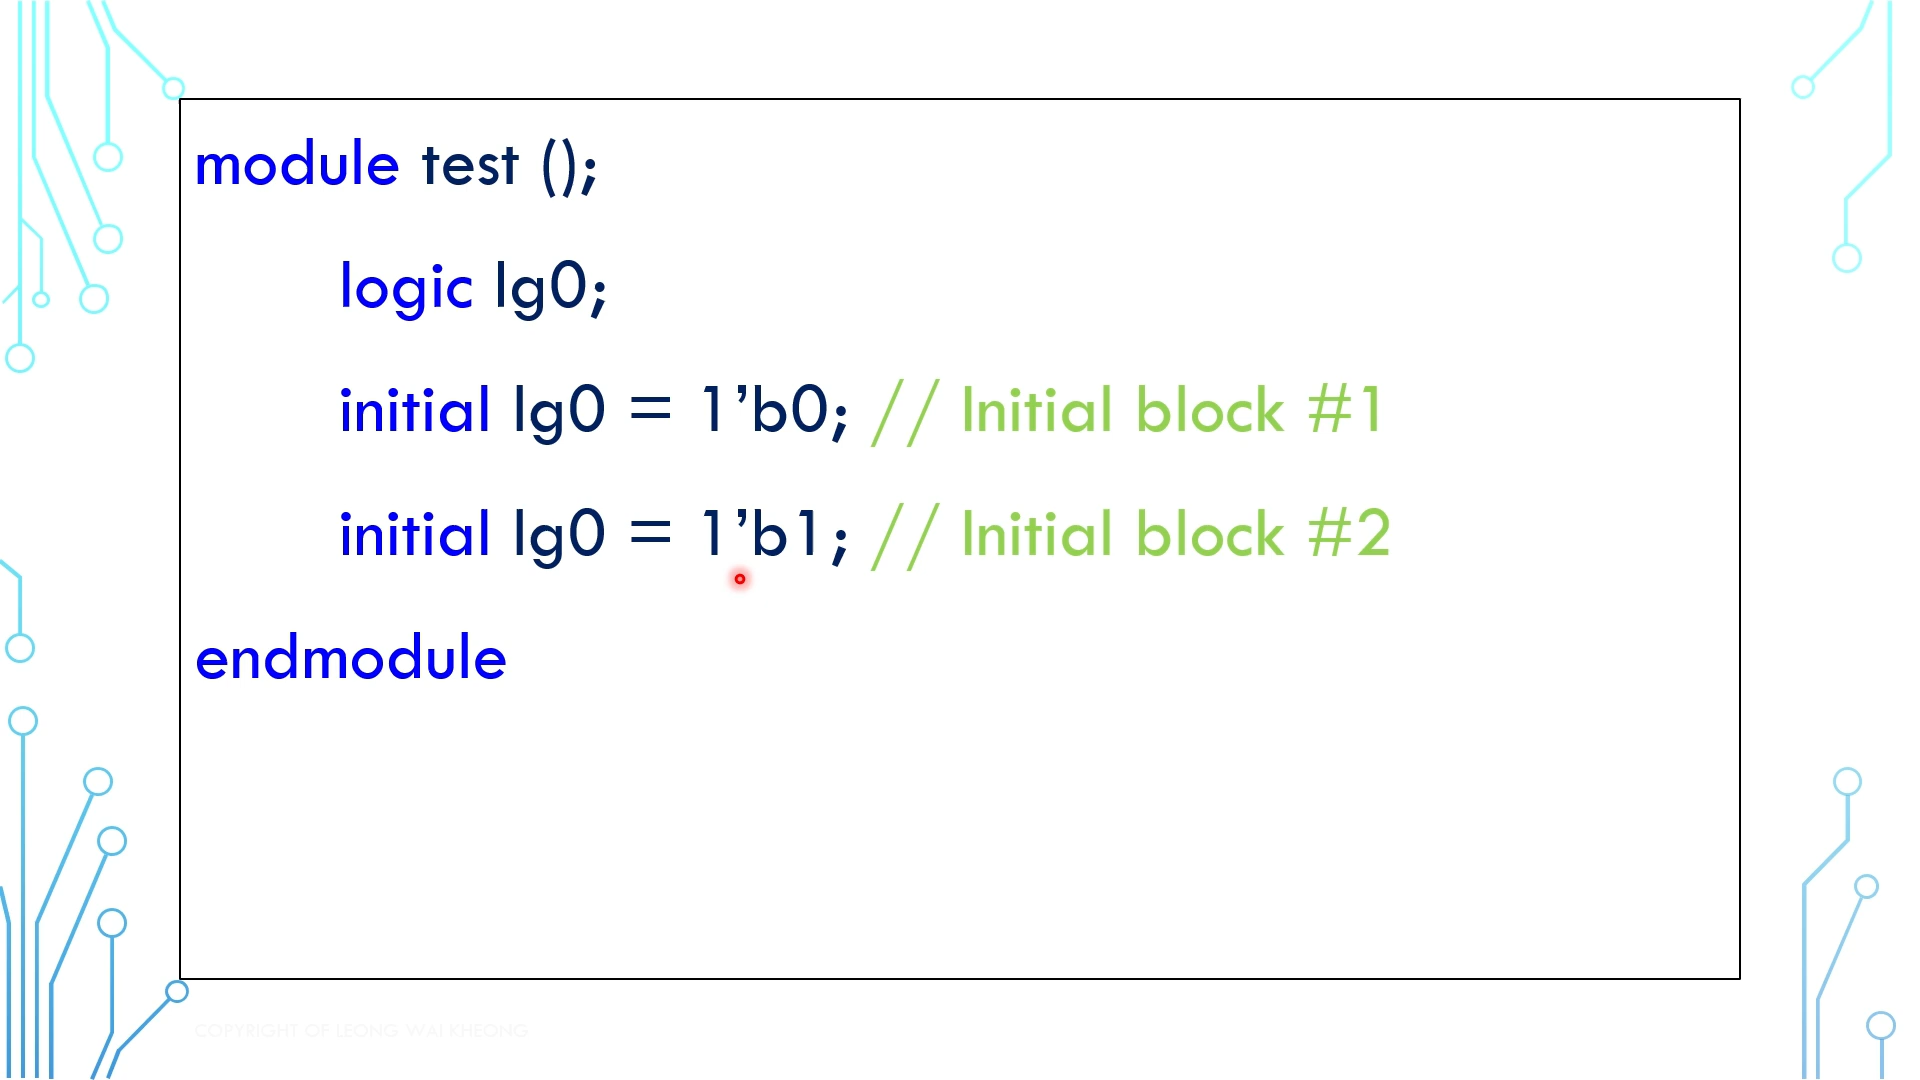 module test ();
logic lg0;
initial lg0 = 1’b0; // Initial block #1
initial lg0 = 1’b1; // Initial block #2
endmodule
COPYRIGHT OF LEONG WAI KHEONG